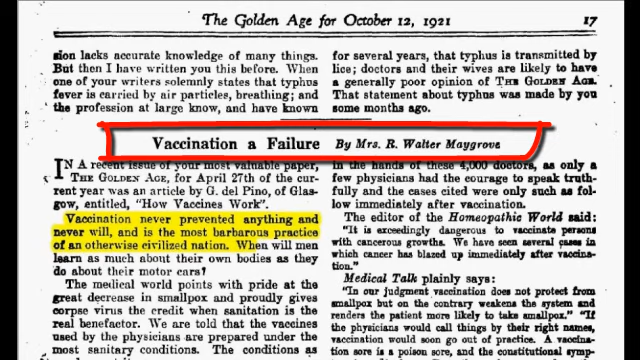 The Golden Age for October 12, 1921
17
sion lacks accurate knowledge of many things.
But then I have written you this before. When
one of your writers solemnly states that typhus
fever is carried by air particles, breathing; and
the profession at large know, and have known
for several years, that typhus is transmitted by
lice; doctors and their wives are likely to have
a generally poor opinion of THE GOLDEN AGE.
That statement about typhus was made by you
some months ago.
Vaccination a Failure By Mrs. R. Walter Maygrove
IN A recent issue of your most valuable paper,
THE GOLDEN AGE, for April 27th of the cur-
rent year was an article by G. del Pino, of Glas-
gow, entitled, "How Vaccines Work".
Vaccination never prevented anything and
never will, and is the most barbarous practice
of an otherwise civilized nation. When will men
learn as much about their own bodies as they
do about their motor cars?
The medical world points with pride at the
great decrease in smallpox and proudly gives
corpse virus the credit when sanitation is the
real benefactor. We are told that the vaccines
used by the physicians are prepared under the
most sanitary conditions. The conditions as
in the hands of these 4,000 doctors, as only a
few physicians had the courage to speak truth-
fully and the cases cited were only such as fol-
low immediately after vaccination.
The editor of the Homeopathic World said:
"It is exceedingly dangerous to vaccinate persons
with cancerous growths. We have seen several cases in
which cancer has blazed up immediately after vaccina-
tion."
Medical Talk plainly says:
"In our judgment vaccination does not protect from
smallpox but on the contrary weakens the system and
renders the patient more likely to take smallpox." "If
the physicians would call things by their right names,
vaccination would soon go out of practice. A vaccina-
tion sore is a poison sore, and the constitutional symp-